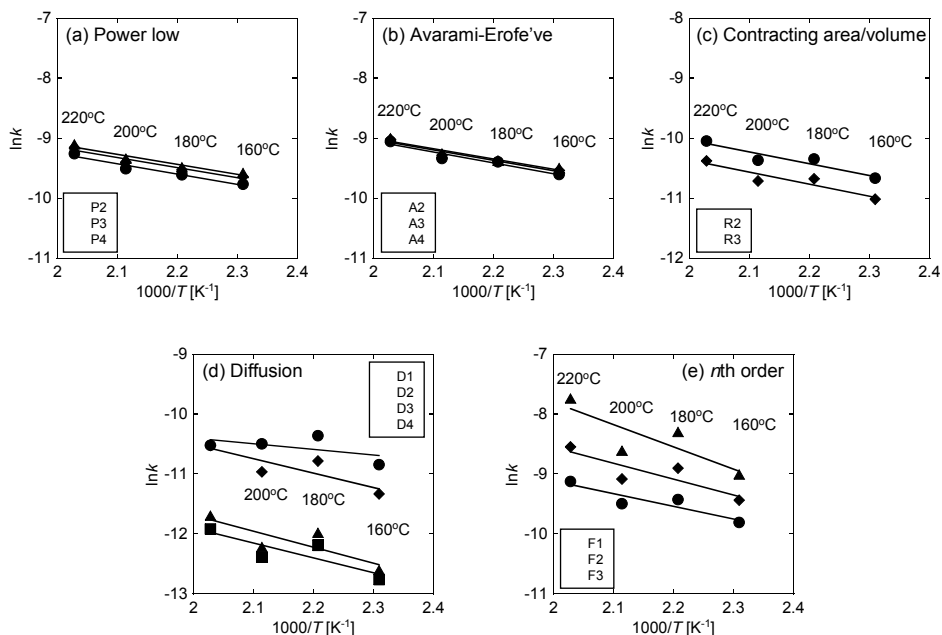 (a) Power low
-7
-8
-9
-10
-11
lnk
220°C
200°C
180°C
160°C
P2
P3
P4
2 2.1 2.2 2.3 2.4
1000/T [K-1]
(b) Avarami-Erofe've
-7
-8
-9
-10
-11
lnk
220°C
200°C
180°C
160°C
A2
A3
A4
2 2.1 2.2 2.3 2.4
1000/T [K-1]
(c) Contracting area/volume
-8
-9
-10
-11
-12
lnk
220°C
200°C
180°C
160°C
R2
R3
2 2.1 2.2 2.3 2.4
1000/T [K-1]
(d) Diffusion
-9
-10
-11
-12
-13
lnk
D1
D2
D3
D4
200°C
180°C
160°C
2 2.1 2.2 2.3 2.4
1000/T [K-1]
(e) nth order
-7
-8
-9
-10
-11
lnk
220°C
200°C
180°C
160°C
F1
F2
F3
2 2.1 2.2 2.3 2.4
1000/T [K-1]